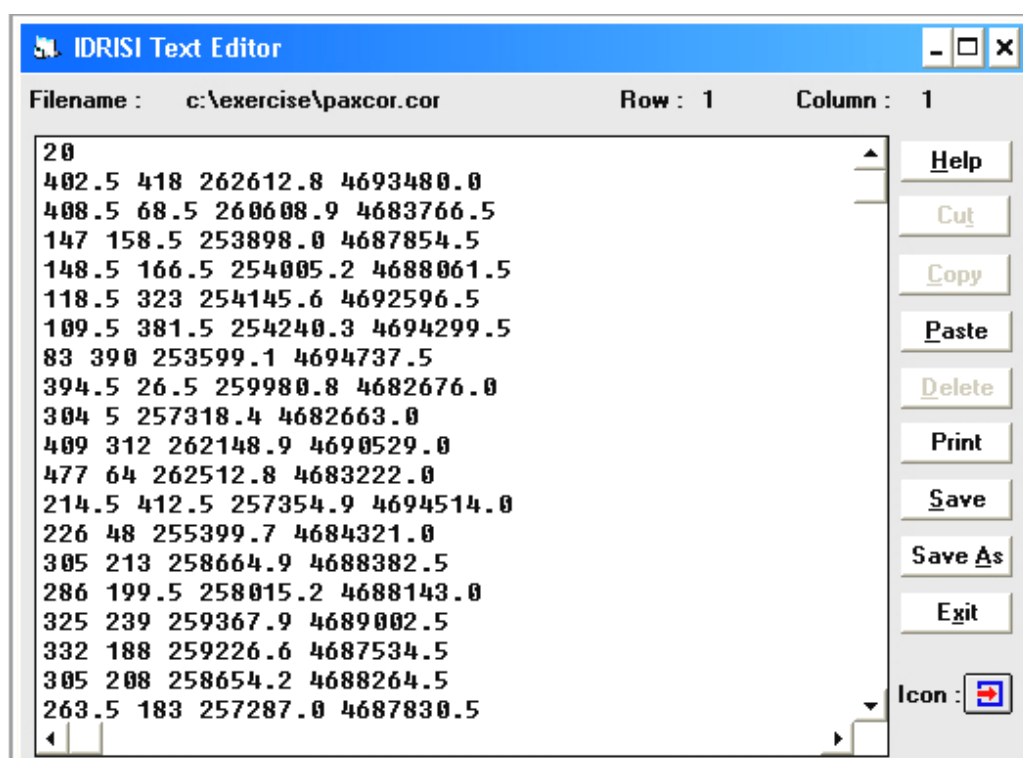 IDRISI Text Editor
Filename : c:\exercise\paxcor.cor Row : 1 Column : 1
20
402.5 418 262612.8 4693480.0
408.5 68.5 260608.9 4683766.5
147 158.5 253898.0 4687854.5
148.5 166.5 254005.2 4688061.5
118.5 323 254145.6 4692596.5
109.5 381.5 254240.3 4694299.5
83 390 253599.1 4694737.5
394.5 26.5 259980.8 4682676.0
304 5 257318.4 4682663.0
409 312 262148.9 4690529.0
477 64 262512.8 4683222.0
214.5 412.5 257354.9 4694514.0
226 48 255399.7 4684321.0
305 213 258664.9 4688382.5
286 199.5 258015.2 4688143.0
325 239 259367.9 4689002.5
332 188 259226.6 4687534.5
305 208 258654.2 4688264.5
263.5 183 257287.0 4687830.5
Help
Cut
Copy
Paste
Delete
Print
Save
Save As
Exit
Icon :